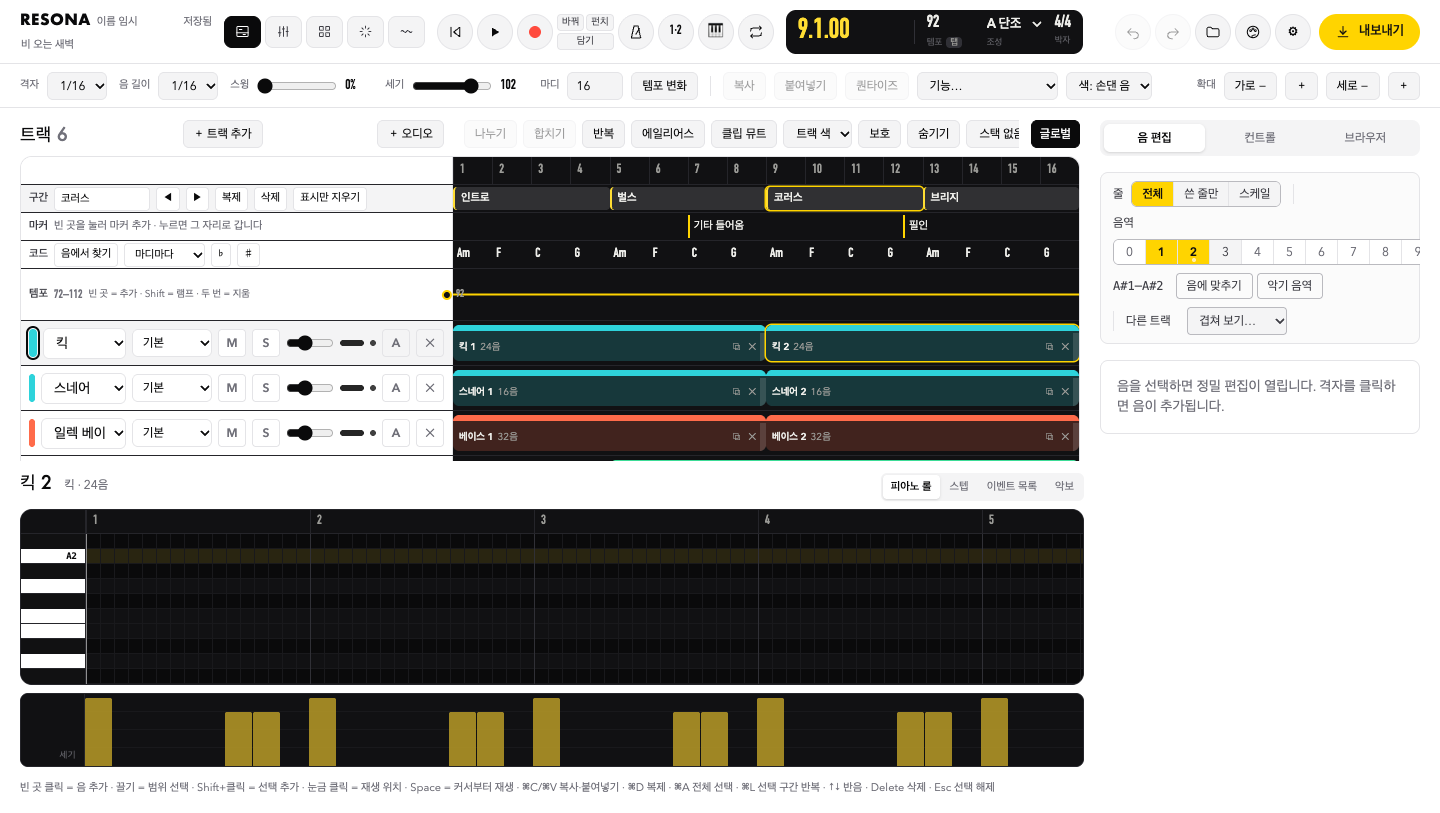 RESONA 이름 임시 저장됨
비 오는 새벽
바꿔 펀치
담기
1·2
9.1.00
92
템포 탭
A 단조
조성
4/4
박자
내보내기
격자 1/16 음 길이 1/16 스윙 0% 세기 102 마디 16 템포 변화 복사 붙여넣기 퀀타이즈 기능... 색: 손댄 음 확대 가로 – + 세로 – +
트랙 6 + 트랙 추가 + 오디오 나누기 합치기 반복 에일리어스 클립 뮤트 트랙 색 보호 숨기기 스택 없음 글로벌
1 2 3 4 5 6 7 8 9 10 11 12 13 14 15 16
구간 코러스 ◀ ▶ 복제 삭제 표시만 지우기 인트로 벌스 코러스 브리지
마커 빈 곳을 눌러 마커 추가 · 누르면 그 자리로 갑니다 기타 들어옴 필인
코드 음에서 찾기 마디마다 ♭ # Am F C G Am F C G Am F C G Am F C G
템포 72–112 빈 곳 = 추가 · Shift = 램프 · 두 번 = 지움 92
킥 기본 M S A × 킥 1 24음 킥 2 24음
스네어 기본 M S A × 스네어 1 16음 스네어 2 16음
일렉 베이 기본 M S A × 베이스 1 32음 베이스 2 32음
킥 2 킥 · 24음 피아노 롤 스텝 이벤트 목록 악보
1 2 3 4 5
A2
세기
빈 곳 클릭 = 음 추가 · 끌기 = 범위 선택 · Shift+클릭 = 선택 추가 · 눈금 클릭 = 재생 위치 · Space = 커서부터 재생 · ⌘C/⌘V 복사·붙여넣기 · ⌘D 복제 · ⌘A 전체 선택 · ⌘L 선택 구간 반복 · ↑↓ 반음 · Delete 삭제 · Esc 선택 해제
음 편집 컨트롤 브라우저
줄 전체 쓴 줄만 스케일
음역
0 1 2 3 4 5 6 7 8 9
A#1–A#2 음에 맞추기 악기 음역
다른 트랙 겹쳐 보기...
음을 선택하면 정밀 편집이 열립니다. 격자를 클릭하
면 음이 추가됩니다.